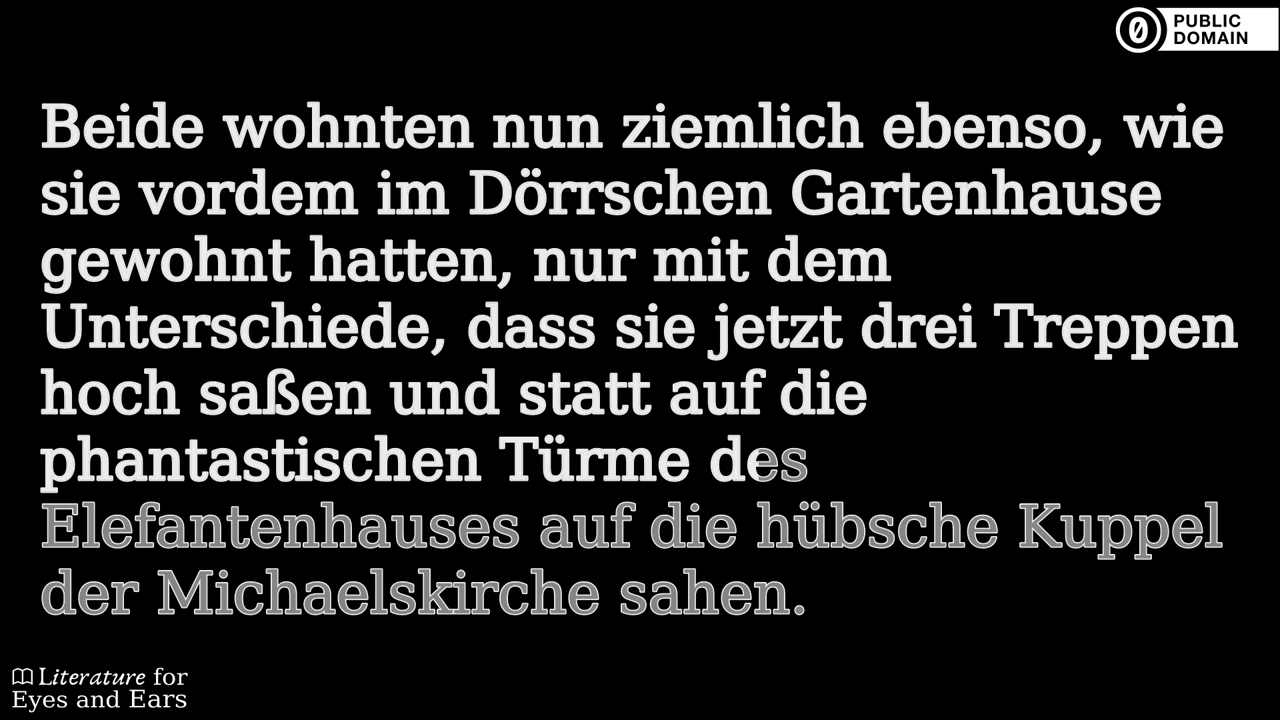 PUBLIC
DOMAIN
Beide wohnten nun ziemlich ebenso, wie
sie vordem im Dörrschen Gartenhause
gewohnt hatten, nur mit dem
Unterschiede, dass sie jetzt drei Treppen
hoch saßen und statt auf die
phantastischen Türme des
Elefantenhauses auf die hübsche Kuppel
der Michaelskirche sahen.
Literature for
Eyes and Ears